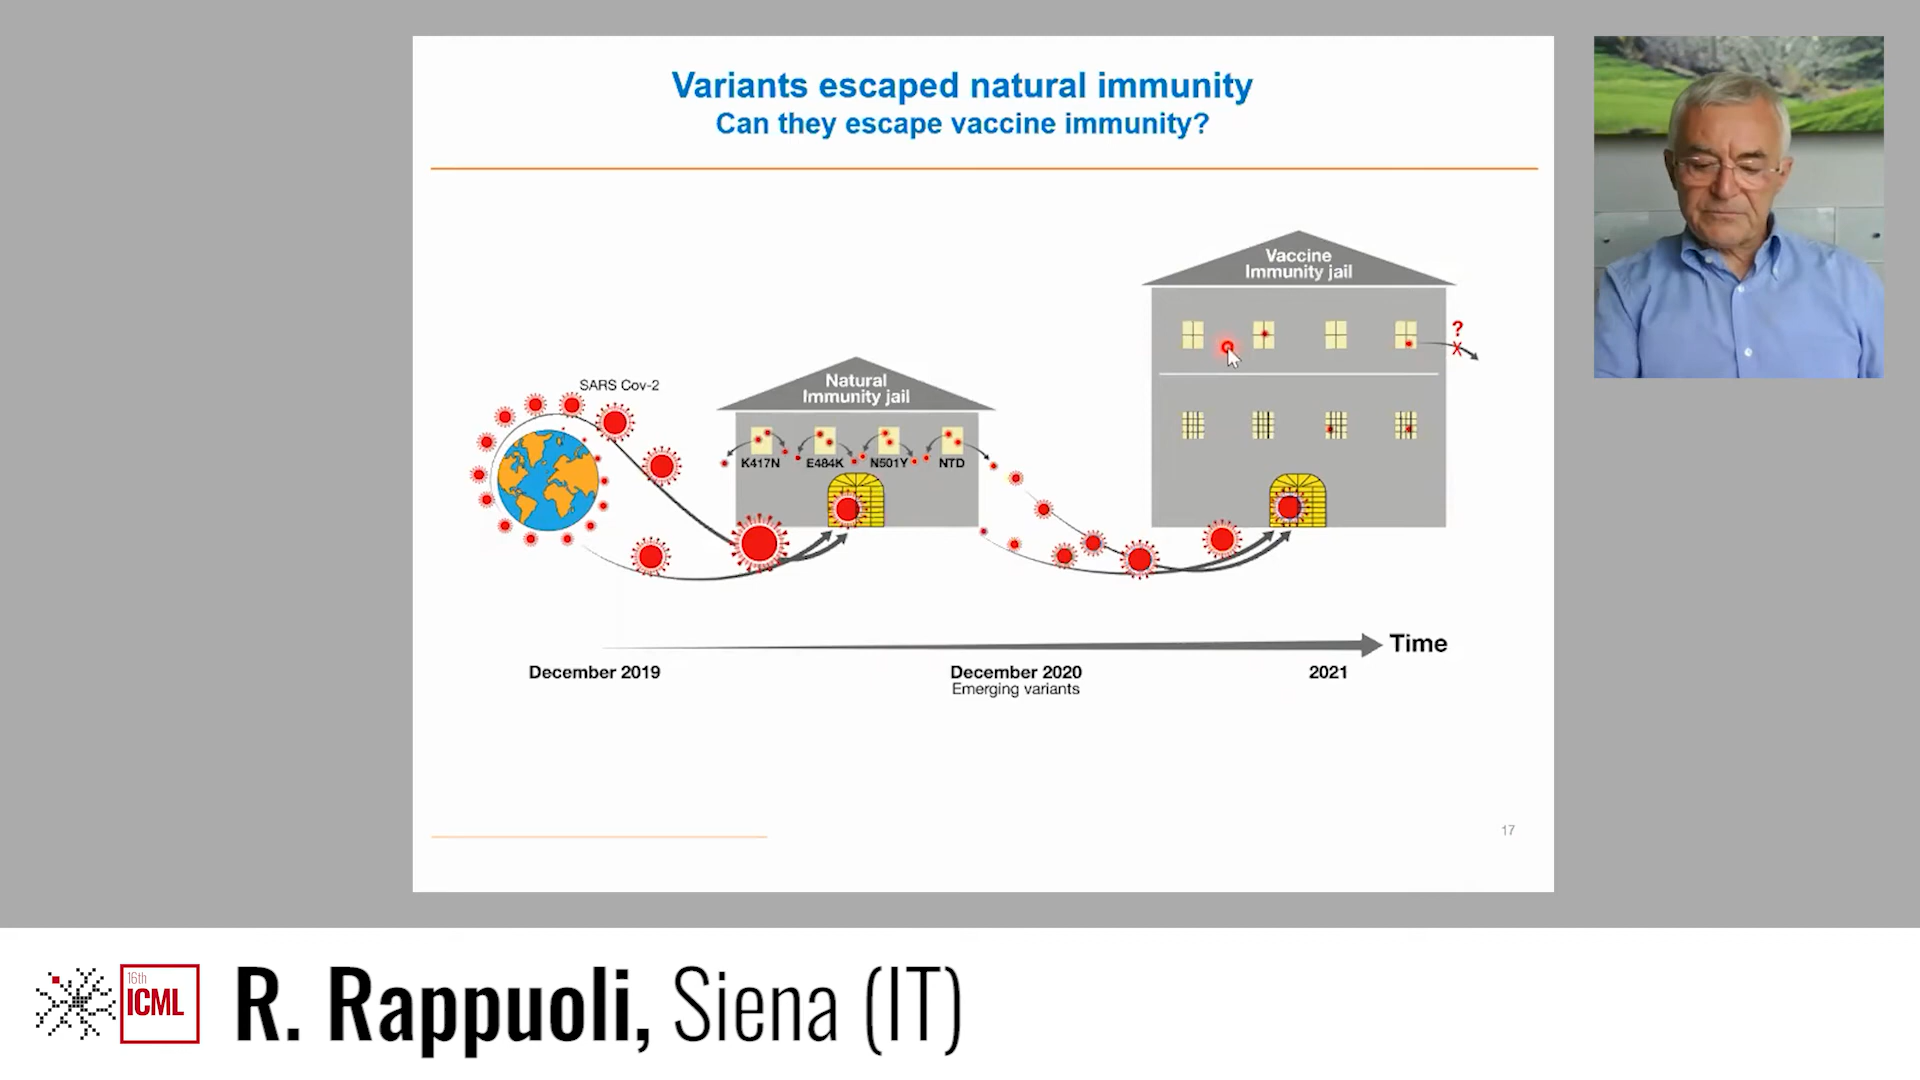 Variants escaped natural immunity
Can they escape vaccine immunity?
Vaccine
Immunity jail
?
X
SARS Cov-2
Natural
Immunity jail
K417N
E484K
N501Y
NTD
Time
December 2019
December 2020
2021
Emerging variants
17
16th
ICML
R. Rappuoli, Siena (IT)